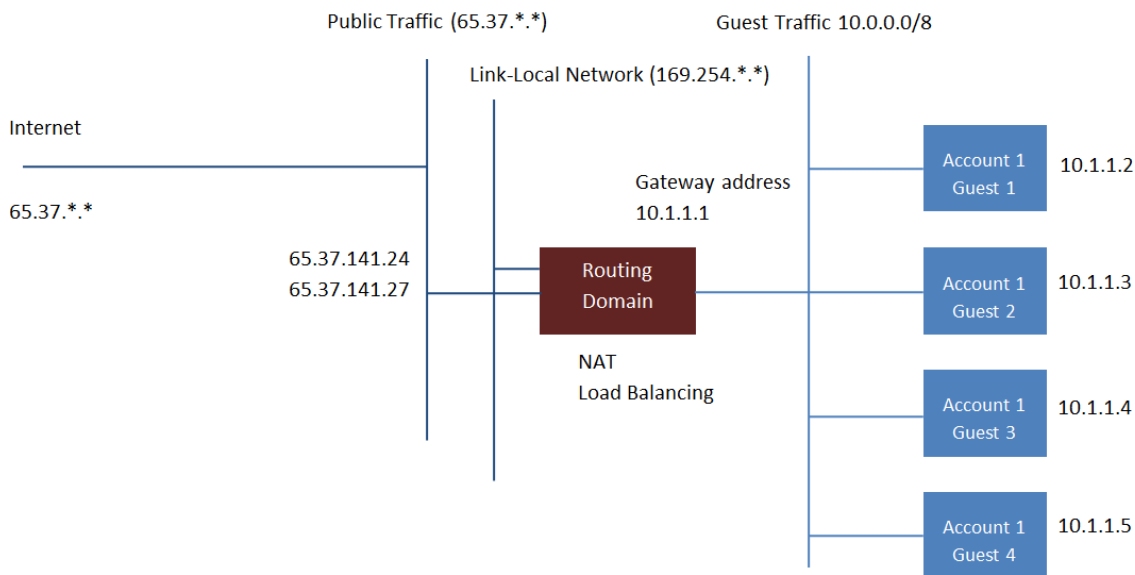 Public Traffic (65.37.*.*)
Guest Traffic 10.0.0.0/8
Link-Local Network (169.254.*.*)
Internet
65.37.*.*
65.37.141.24
65.37.141.27
Gateway address
10.1.1.1
Routing
Domain
NAT
Load Balancing
Account 1
Guest 1
10.1.1.2
Account 1
Guest 2
10.1.1.3
Account 1
Guest 3
10.1.1.4
Account 1
Guest 4
10.1.1.5